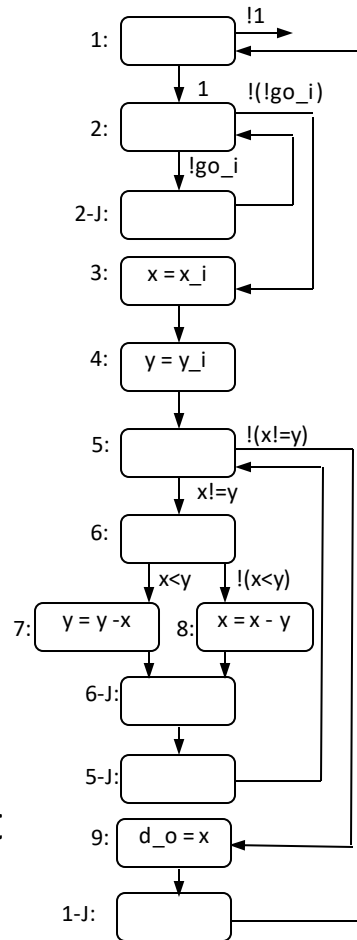 !1
1:
1
!(!go_i)
2:
!go_i
2-J:
3:
x = x_i
4:
y = y_i
5:
!(x!=y)
x!=y
6:
x<y
!(x<y)
7:
y = y -x
8:
x = x - y
6-J:
5-J:
9:
d_o = x
1-J: